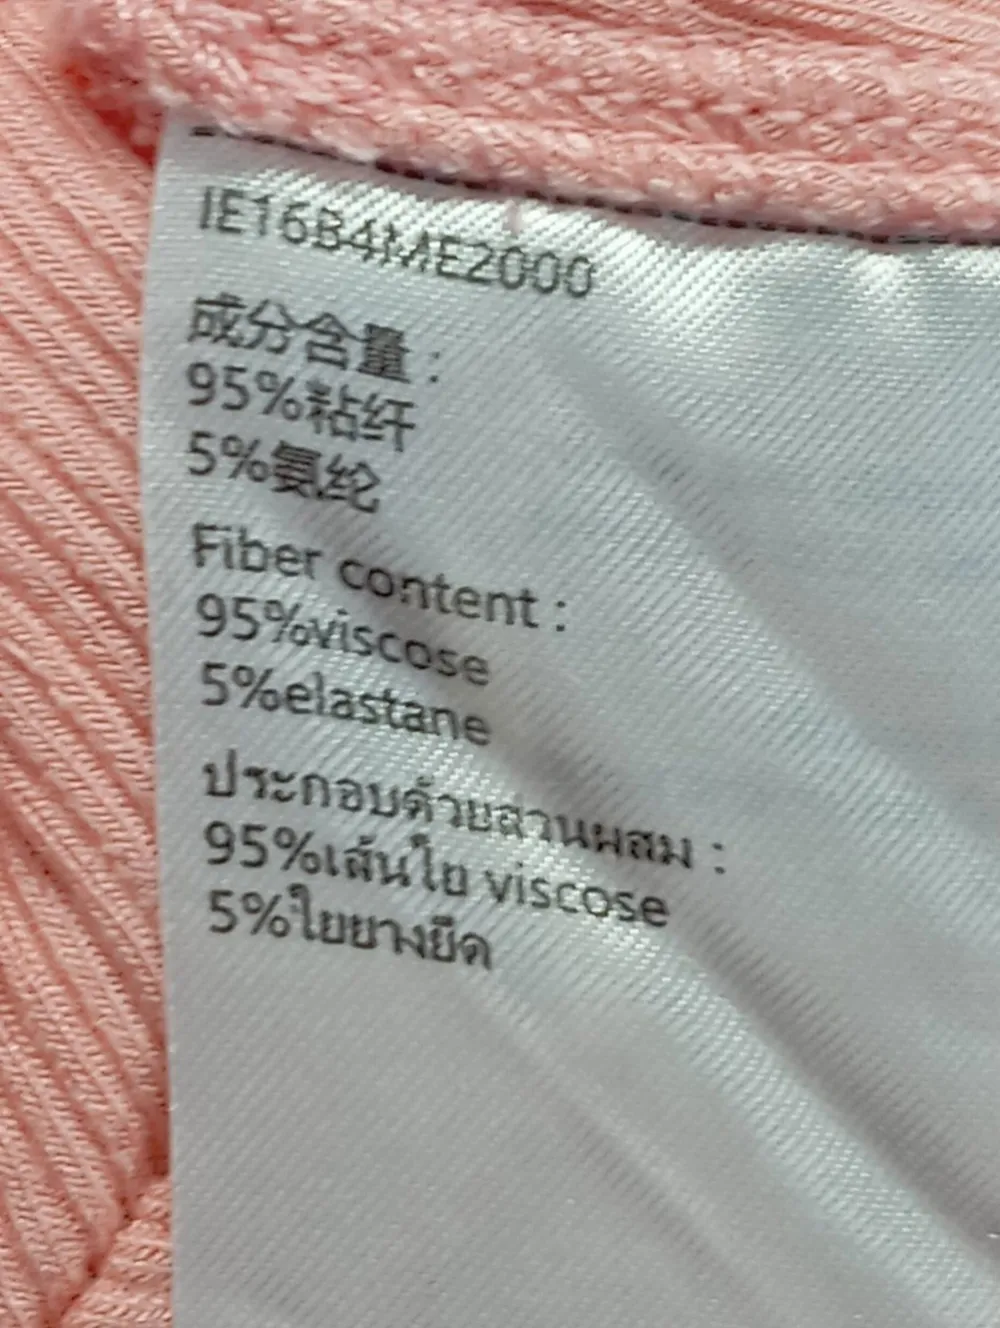 IE16B4ME2000
成分含量：
95%粘纤
5%氨纶
Fiber content :
95%viscose
5%elastane
ประกอบด้วยส่วนผสม :
95%เส้นใย viscose
5%ใยยางยืด